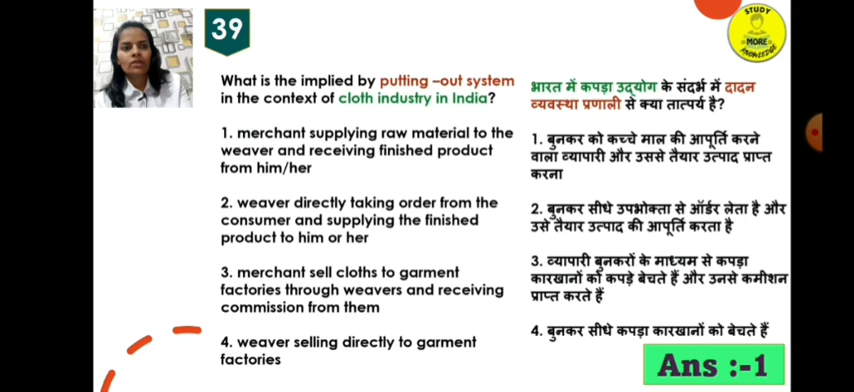 39
STUDY
MORE
KNOWLEDGE
What is the implied by putting –out system
in the context of cloth industry in India?
1. merchant supplying raw material to the
weaver and receiving finished product
from him/her
2. weaver directly taking order from the
consumer and supplying the finished
product to him or her
3. merchant sell cloths to garment
factories through weavers and receiving
commission from them
4. weaver selling directly to garment
factories
भारत में कपड़ा उद्योग के संदर्भ में दादन
व्यवस्था प्रणाली से क्या तात्पर्य है?
1. बुनकर को कच्चे माल की आपूर्ति करने
वाला व्यापारी और उससे तैयार उत्पाद प्राप्त
करना
2. बुनकर सीधे उपभोक्ता से ऑर्डर लेता है और
उसे तैयार उत्पाद की आपूर्ति करता है
3. व्यापारी बुनकरों के माध्यम से कपड़ा
कारखानों को कपड़े बेचते हैं और उनसे कमीशन
प्राप्त करते हैं
4. बुनकर सीधे कपड़ा कारखानों को बेचते हैं
Ans :-1